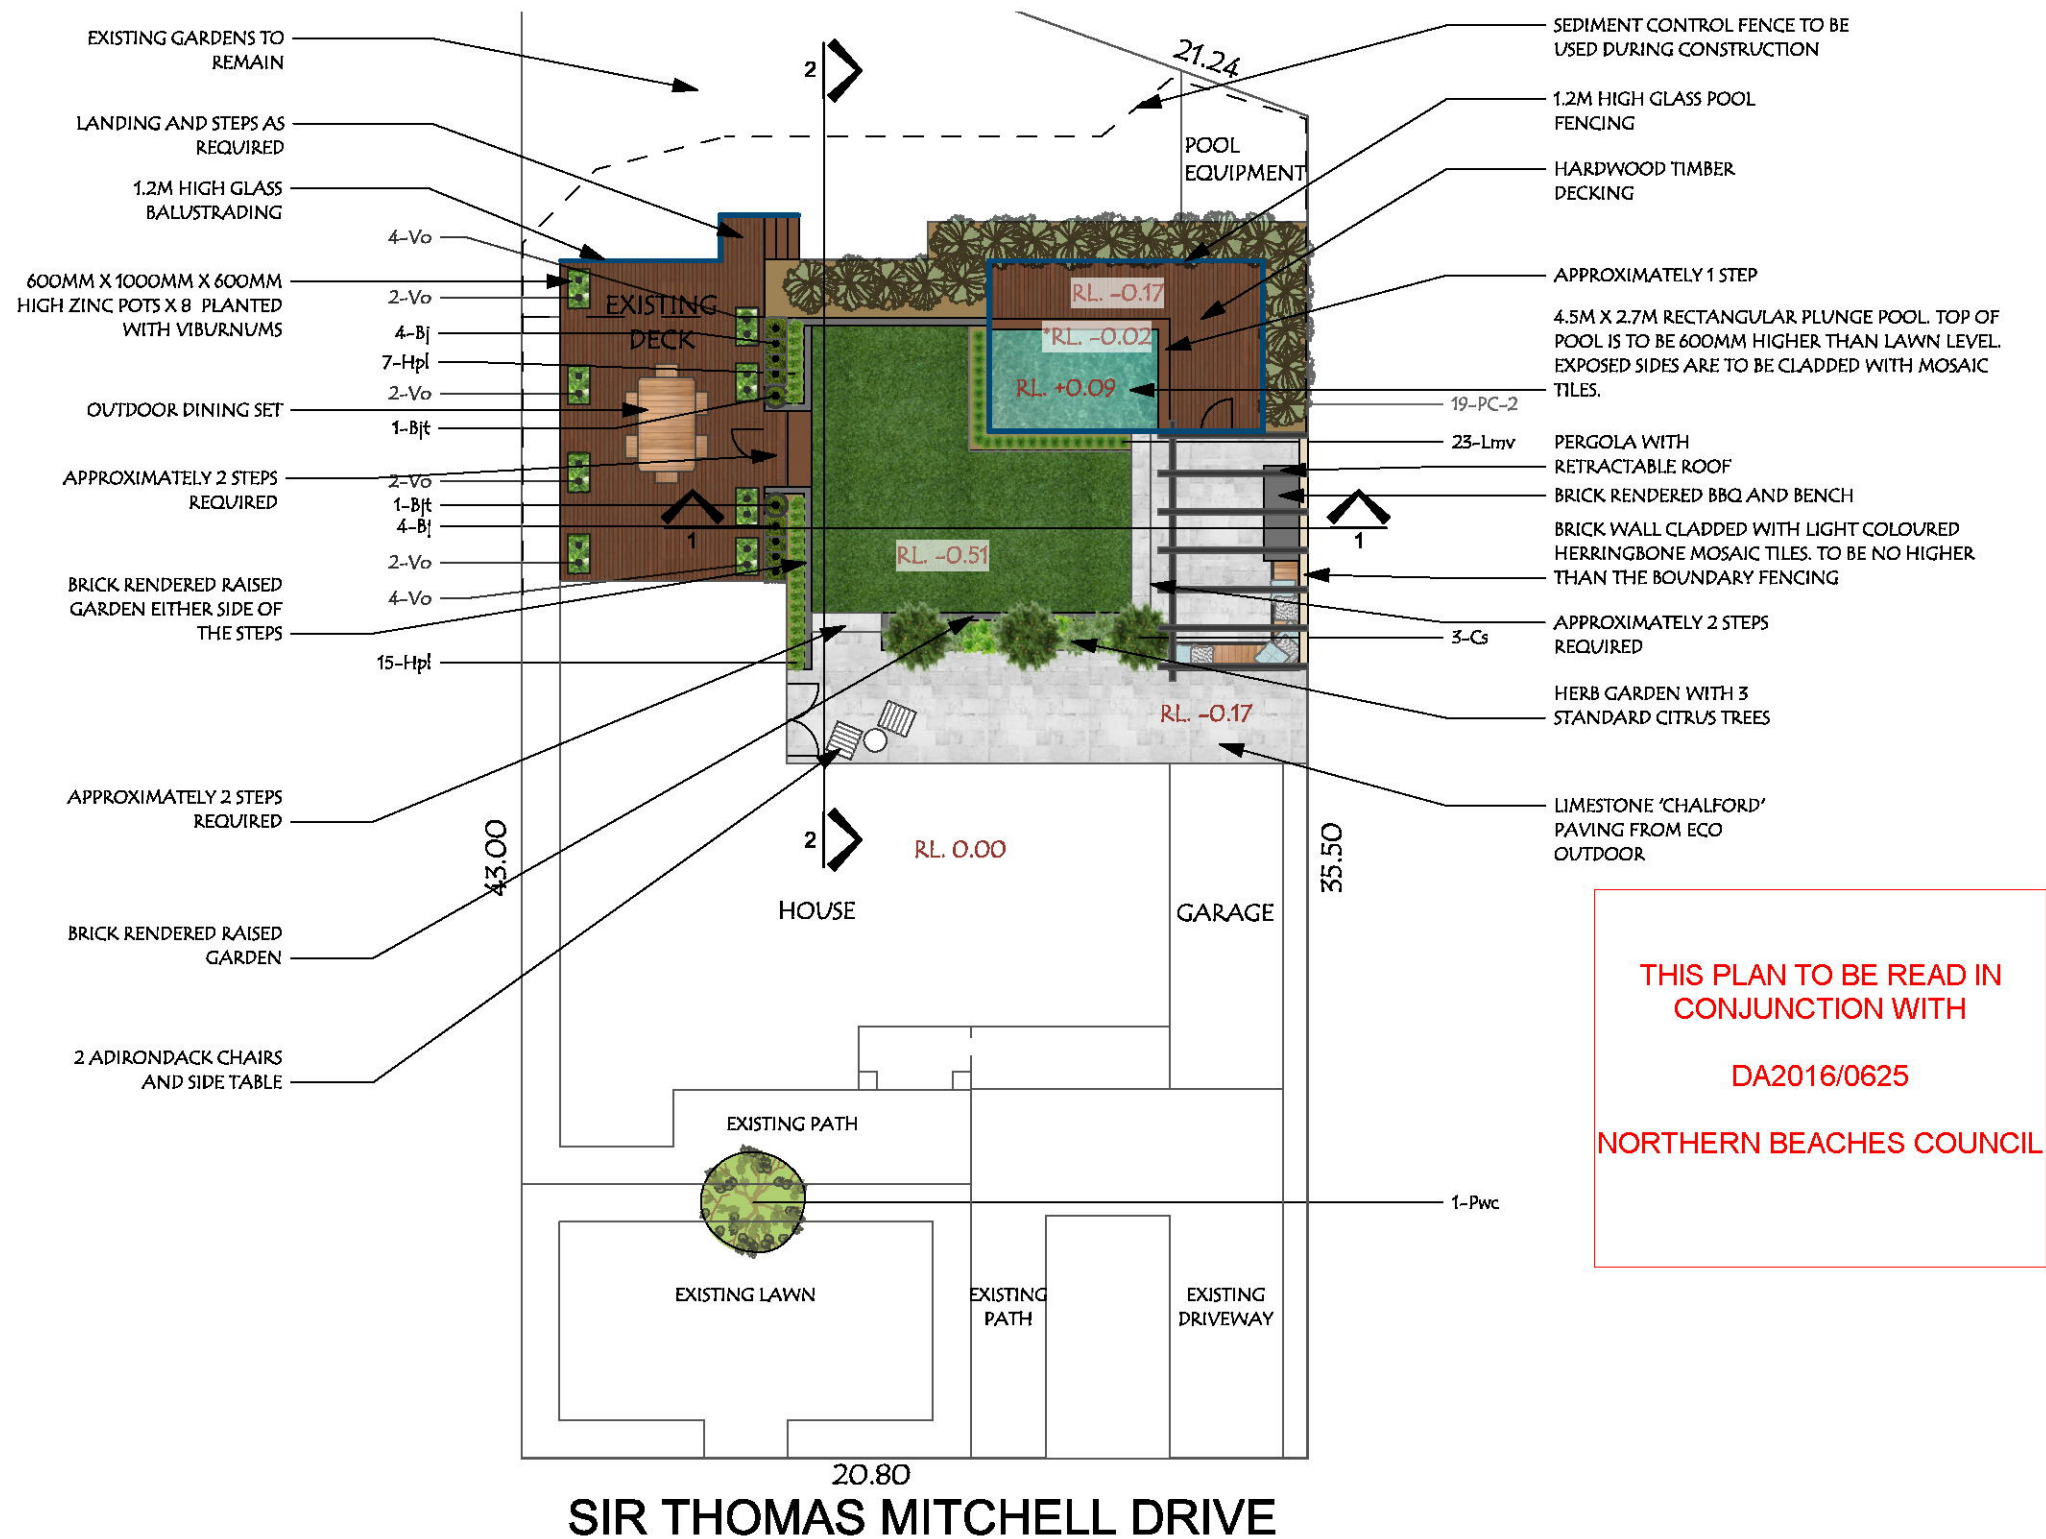 EXISTING GARDENS TO
REMAIN
LANDING AND STEPS AS
REQUIRED
1.2M HIGH GLASS
BALUSTRADING
4-Vo
600MM X 1000MM X 600MM
HIGH ZINC POTS X 8 PLANTED
WITH VIBURNUMS
2-Vo
4-Bj
7-Hpl
2-Vo
OUTDOOR DINING SET
1-Bjt
APPROXIMATELY 2 STEPS
REQUIRED
2-Vo
1-Bjt
4-Bj
2-Vo
BRICK RENDERED RAISED
GARDEN EITHER SIDE OF
THE STEPS
4-Vo
15-Hpl
APPROXIMATELY 2 STEPS
REQUIRED
BRICK RENDERED RAISED
GARDEN
2 ADIRONDACK CHAIRS
AND SIDE TABLE
2
21.24
POOL
EQUIPMENT
EXISTING
DECK
RL. -0.17
*RL. -0.02
RL. +0.09
1
RL. -0.51
1
RL. -0.17
2
RL. 0.00
43.00
35.50
HOUSE
GARAGE
EXISTING PATH
EXISTING LAWN
EXISTING
PATH
EXISTING
DRIVEWAY
20.80
SIR THOMAS MITCHELL DRIVE
SEDIMENT CONTROL FENCE TO BE
USED DURING CONSTRUCTION
1.2M HIGH GLASS POOL
FENCING
HARDWOOD TIMBER
DECKING
APPROXIMATELY 1 STEP
4.5M X 2.7M RECTANGULAR PLUNGE POOL. TOP OF
POOL IS TO BE 600MM HIGHER THAN LAWN LEVEL.
EXPOSED SIDES ARE TO BE CLADDED WITH MOSAIC
TILES.
19-PC-2
23-Lmv
PERGOLA WITH
RETRACTABLE ROOF
BRICK RENDERED BBQ AND BENCH
BRICK WALL CLADDED WITH LIGHT COLOURED
HERRINGBONE MOSAIC TILES. TO BE NO HIGHER
THAN THE BOUNDARY FENCING
APPROXIMATELY 2 STEPS
REQUIRED
3-Cs
HERB GARDEN WITH 3
STANDARD CITRUS TREES
LIMESTONE 'CHALFORD'
PAVING FROM ECO
OUTDOOR
1-Pwc
THIS PLAN TO BE READ IN
CONJUNCTION WITH
DA2016/0625
NORTHERN BEACHES COUNCIL